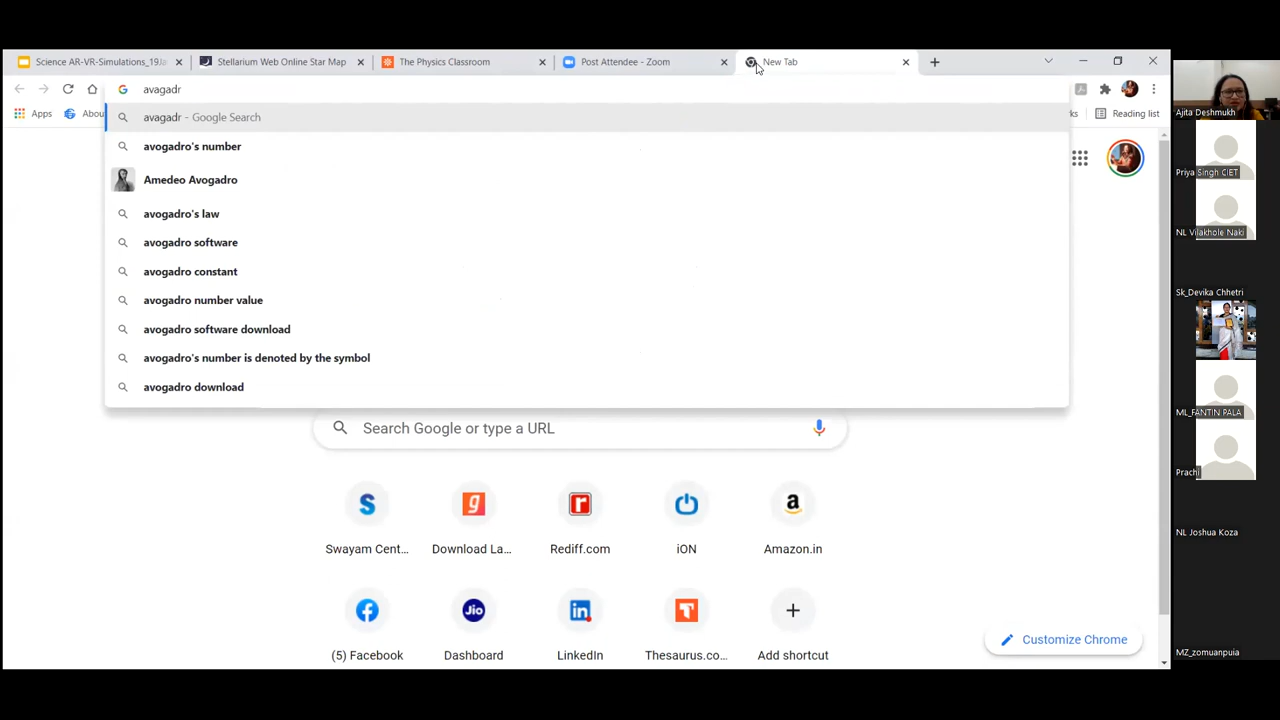 Science AR-VR-Simulations_19Ja
Stellarium Web Online Star Map
The Physics Classroom
Post Attendee - Zoom
New Tab
avagadr
Apps
Abou
ks
Reading list
avagadr - Google Search
avogadro's number
Amedeo Avogadro
avogadro's law
avogadro software
avogadro constant
avogadro number value
avogadro software download
avogadro's number is denoted by the symbol
avogadro download
Search Google or type a URL
Swayam Cent...
Download La...
Rediff.com
iON
Amazon.in
(5) Facebook
Dashboard
LinkedIn
Thesaurus.co...
Add shortcut
Customize Chrome
Ajita Deshmukh
Priya Singh CIET
NL Vilakhole Naki
Sk_Devika Chhetri
ML_FANTIN PALA
Prachi
NL Joshua Koza
MZ_zomuanpuia